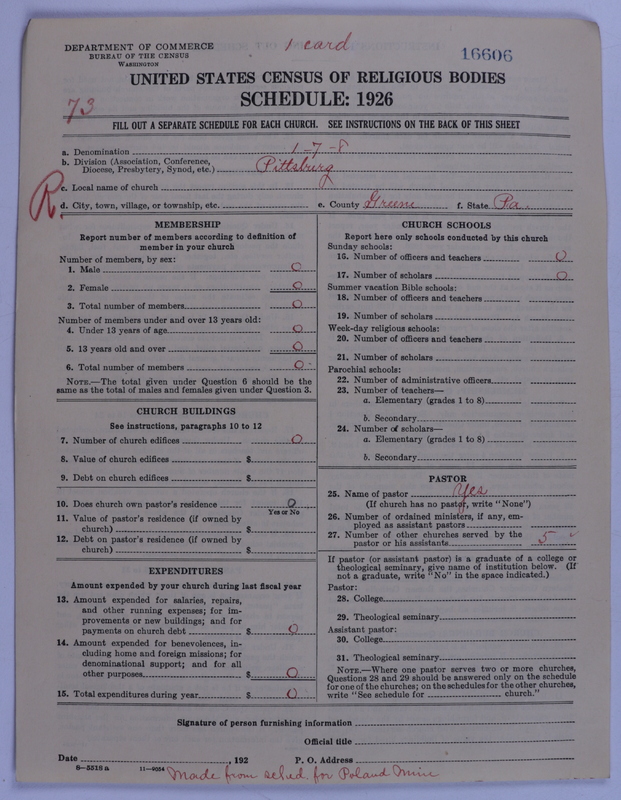 DEPARTMENT OF COMMERCE
BUREAU OF THE CENSUS
WASHINGTON
1 card
16606
UNITED STATES CENSUS OF RELIGIOUS BODIES
SCHEDULE: 1926
73
FILL OUT A SEPARATE SCHEDULE FOR EACH CHURCH. SEE INSTRUCTIONS ON THE BACK OF THIS SHEET
a. Denomination 1-7-8
b. Division (Association, Conference,
Diocese, Presbytery, Synod, etc.) Pittsburg
R
c. Local name of church
d. City, town, village, or township, etc. e. County Greene f. State Pa.
MEMBERSHIP
Report number of members according to definition of
member in your church
Number of members, by sex:
1. Male 0
2. Female 0
3. Total number of members 0
Number of members under and over 13 years old:
4. Under 13 years of age 0
5. 13 years old and over 0
6. Total number of members 0
NOTE.—The total given under Question 6 should be the
same as the total of males and females given under Question 3.
CHURCH BUILDINGS
See instructions, paragraphs 10 to 12
7. Number of church edifices 0
8. Value of church edifices $
9. Debt on church edifices $
10. Does church own pastor's residence 0
Yes or No
11. Value of pastor's residence (if owned by
church) $
12. Debt on pastor's residence (if owned by
church) $
EXPENDITURES
Amount expended by your church during last fiscal year
13. Amount expended for salaries, repairs,
and other running expenses; for im-
provements or new buildings; and for
payments on church debt $ 0
14. Amount expended for benevolences, in-
cluding home and foreign missions; for
denominational support; and for all
other purposes $ 0
15. Total expenditures during year $ 0
CHURCH SCHOOLS
Report here only schools conducted by this church
Sunday schools:
16. Number of officers and teachers 0
17. Number of scholars 0
Summer vacation Bible schools:
18. Number of officers and teachers
19. Number of scholars
Week-day religious schools:
20. Number of officers and teachers
21. Number of scholars
Parochial schools:
22. Number of administrative officers
23. Number of teachers—
a. Elementary (grades 1 to 8)
b. Secondary
24. Number of scholars—
a. Elementary (grades 1 to 8)
b. Secondary
PASTOR
25. Name of pastor Yes
(If church has no pastor, write "None")
26. Number of ordained ministers, if any, em-
ployed as assistant pastors
27. Number of other churches served by the
pastor or his assistants 5 ✓
If pastor (or assistant pastor) is a graduate of a college or
theological seminary, give name of institution below. (If
not a graduate, write "No" in the space indicated.)
Pastor:
28. College
29. Theological seminary
Assistant pastor:
30. College
31. Theological seminary
NOTE.—Where one pastor serves two or more churches,
Questions 28 and 29 should be answered only on the schedule
for one of the churches; on the schedules for the other churches,
write "See schedule for church."
Signature of person furnishing information
Official title
Date , 192 P. O. Address
8—5518 a 11—9054 Made from sched. for Poland Mine